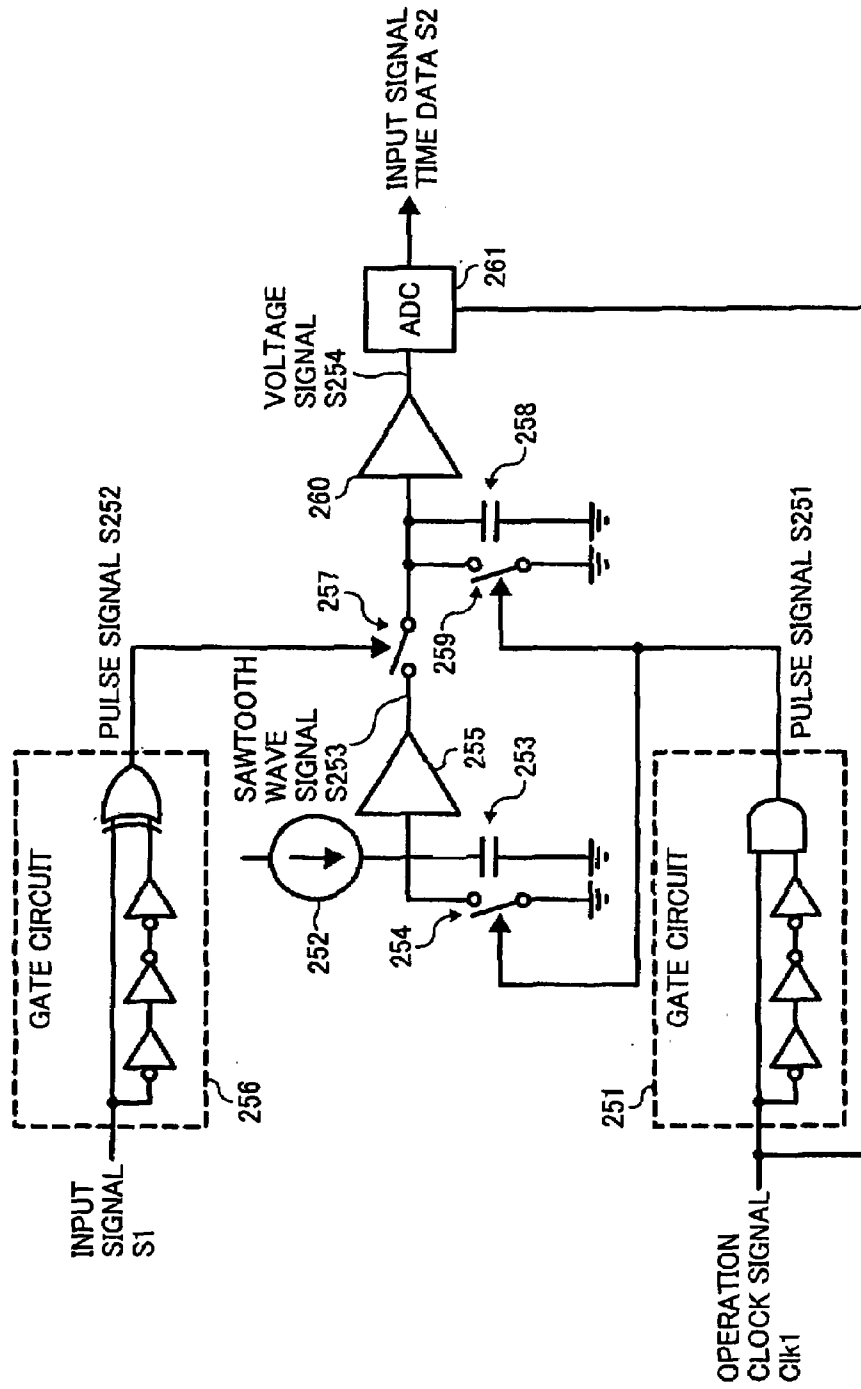 INPUT
SIGNAL
S1
GATE CIRCUIT
256
PULSE SIGNAL S252
SAWTOOTH
WAVE
SIGNAL
S253
252
254
253
255
257
259
258
260
VOLTAGE
SIGNAL
S254
ADC
261
INPUT SIGNAL
TIME DATA S2
OPERATION
CLOCK SIGNAL
Clk1
251
GATE CIRCUIT
PULSE SIGNAL S251